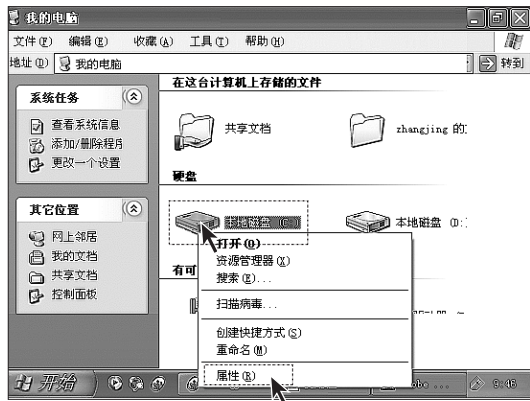 我的电脑
文件(F) 编辑(E) 收藏(A) 工具(T) 帮助(H)
地址(D) 我的电脑 转到
系统任务
查看系统信息
添加/删除程序
更改一个设置
其它位置
网上邻居
我的文档
共享文档
控制面板
在这台计算机上存储的文件
共享文档 zhangjing 的
硬盘
本地磁盘 (C:) 本地磁盘 (D:)
有可
打开(O)
资源管理器(X)
搜索(E)...
扫描病毒...
创建快捷方式(S)
重命名(M)
属性(R)
开始 9:46